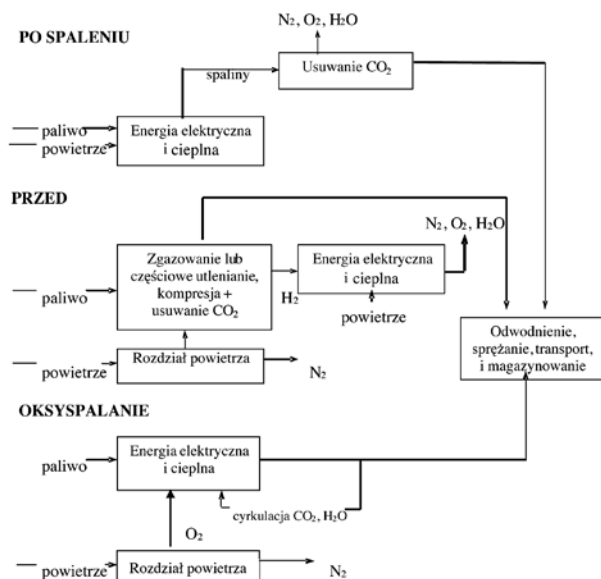 PO SPALENIU
N₂, O₂, H₂O
Usuwanie CO₂
spaliny
paliwo
powietrze
Energia elektryczna
i cieplna
PRZED
N₂, O₂, H₂O
Zgazowanie lub
częściowe utlenianie,
kompresja +
usuwanie CO₂
paliwo
H₂
Energia elektryczna
i cieplna
powietrze
Rozdział powietrza
powietrze
N₂
Odwodnienie,
sprężanie, transport,
i magazynowanie
OKSYSPALANIE
Energia elektryczna
i cieplna
paliwo
cyrkulacja CO₂, H₂O
O₂
powietrze
Rozdział powietrza
N₂